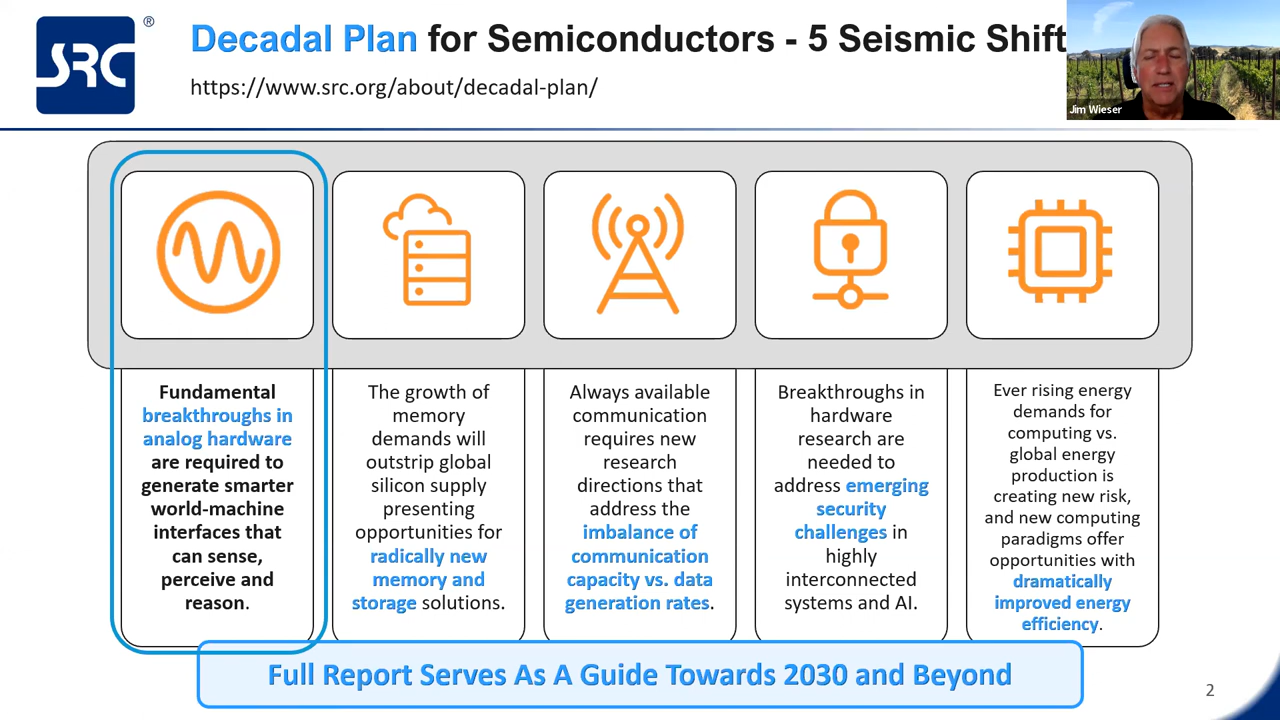 SRC
®
Decadal Plan for Semiconductors - 5 Seismic Shift
https://www.src.org/about/decadal-plan/
Jim Wieser
Fundamental
breakthroughs in
analog hardware
are required to
generate smarter
world-machine
interfaces that
can sense,
perceive and
reason.
The growth of
memory
demands will
outstrip global
silicon supply
presenting
opportunities for
radically new
memory and
storage solutions.
Always available
communication
requires new
research
directions that
address the
imbalance of
communication
capacity vs. data
generation rates.
Breakthroughs in
hardware
research are
needed to
address emerging
security
challenges in
highly
interconnected
systems and AI.
Ever rising energy
demands for
computing vs.
global energy
production is
creating new risk,
and new computing
paradigms offer
opportunities with
dramatically
improved energy
efficiency.
Full Report Serves As A Guide Towards 2030 and Beyond
2